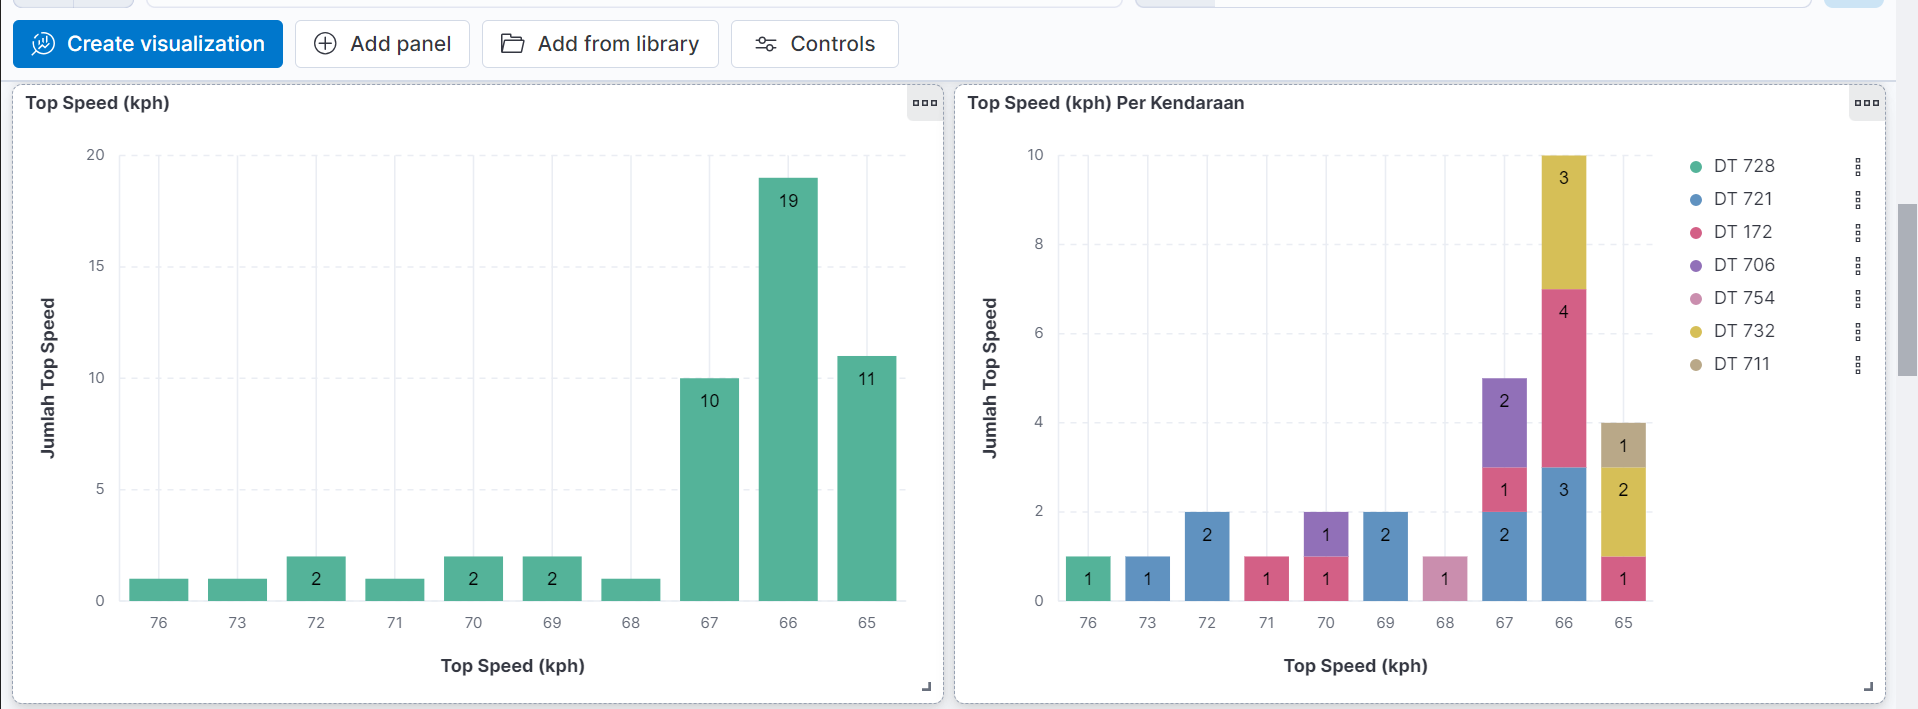 Create visualization
Add panel
Add from library
Controls
Top Speed (kph)
20
15
10
5
0
Jumlah Top Speed
2
2
2
10
19
11
76 73 72 71 70 69 68 67 66 65
Top Speed (kph)
Top Speed (kph) Per Kendaraan
10
8
6
4
2
0
Jumlah Top Speed
1
1
2
1
1
1
2
1
2
1
2
3
4
3
1
2
1
76 73 72 71 70 69 68 67 66 65
Top Speed (kph)
DT 728
DT 721
DT 172
DT 706
DT 754
DT 732
DT 711